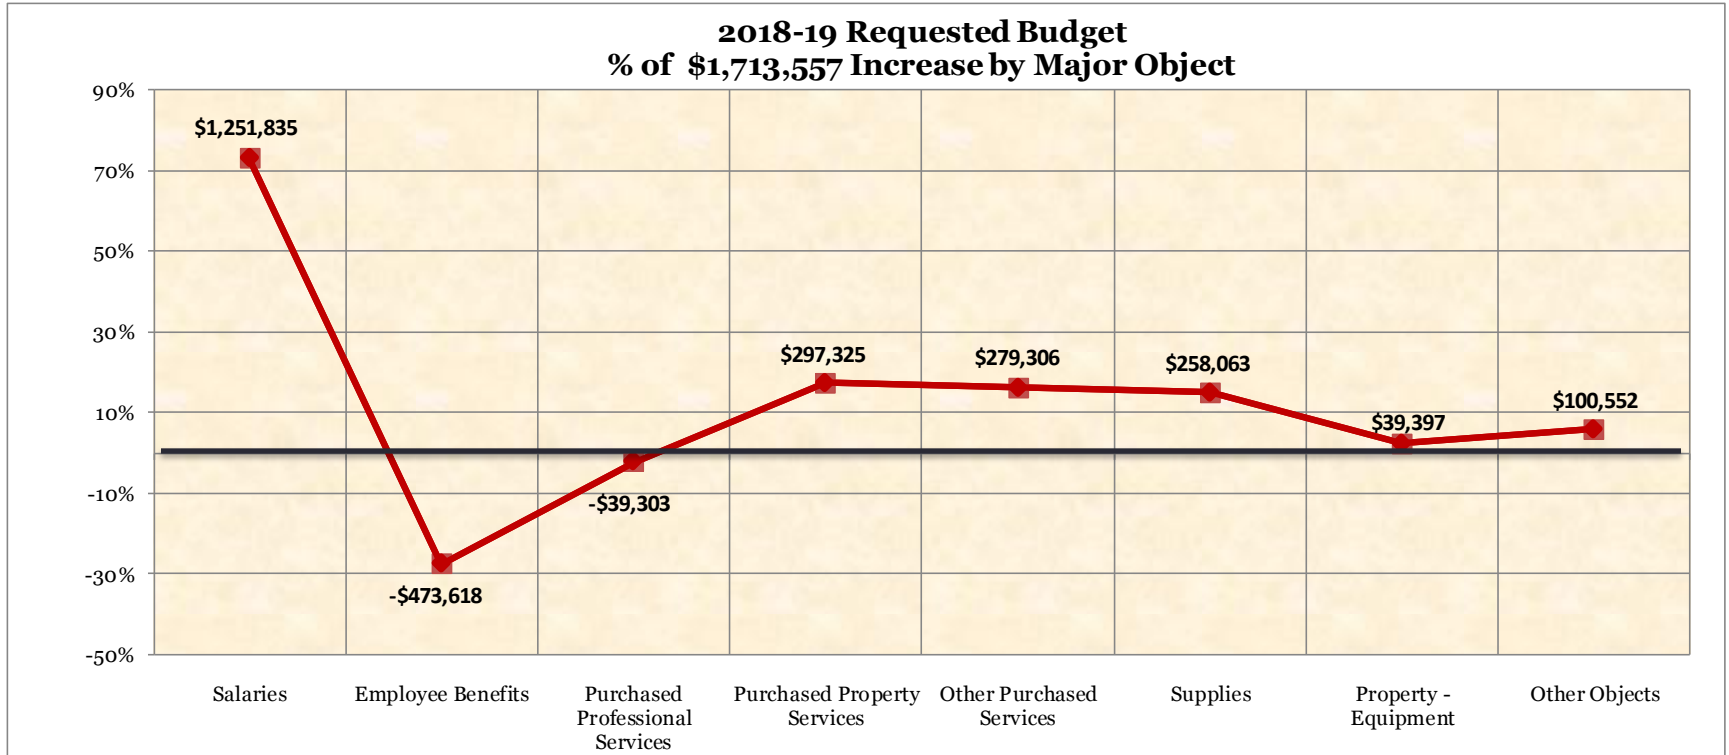 2018-19 Requested Budget
% of $1,713,557 Increase by Major Object
90%
70%
50%
30%
10%
-10%
-30%
-50%
$1,251,835
-$473,618
-$39,303
$297,325
$279,306
$258,063
$39,397
$100,552
Salaries
Employee Benefits
Purchased
Professional
Services
Purchased Property
Services
Other Purchased
Services
Supplies
Property -
Equipment
Other Objects